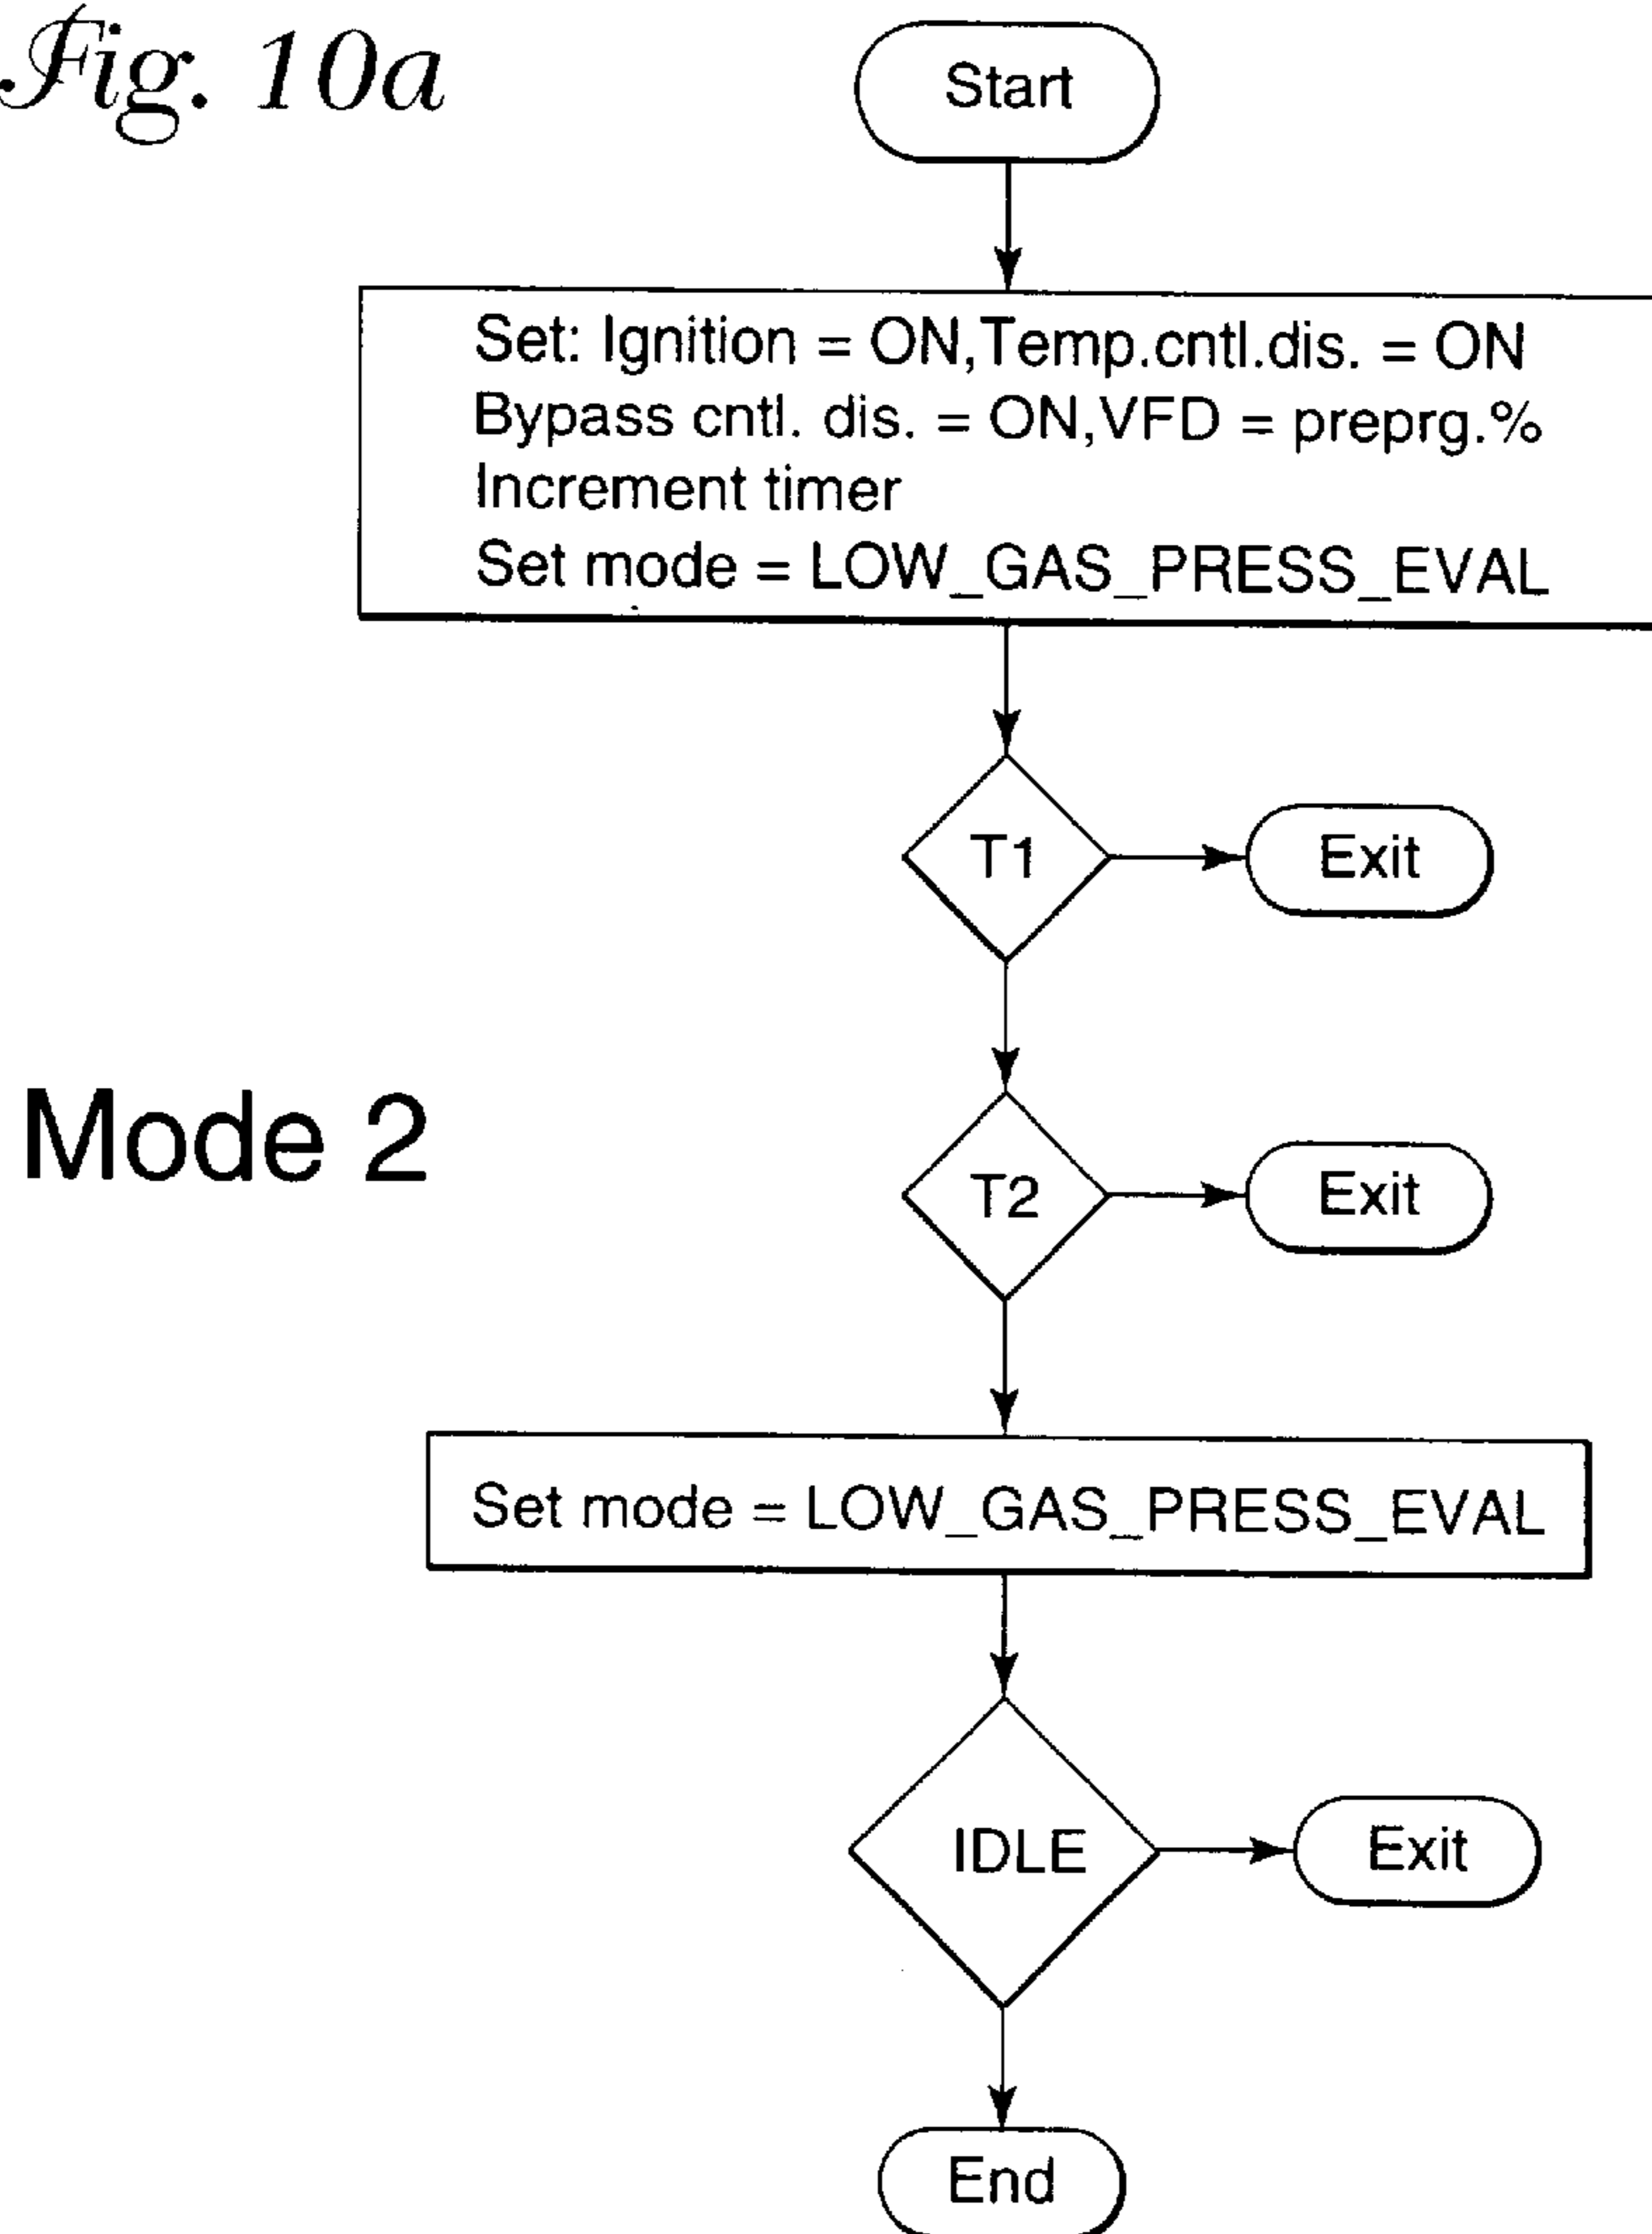 Fig. 10a
Start
Set: Ignition = ON,Temp.cntl.dis. = ON
Bypass cntl. dis. = ON,VFD = preprg.%
Increment timer
Set mode = LOW_GAS_PRESS_EVAL
T1
Exit
Mode 2
T2
Exit
Set mode = LOW_GAS_PRESS_EVAL
IDLE
Exit
End